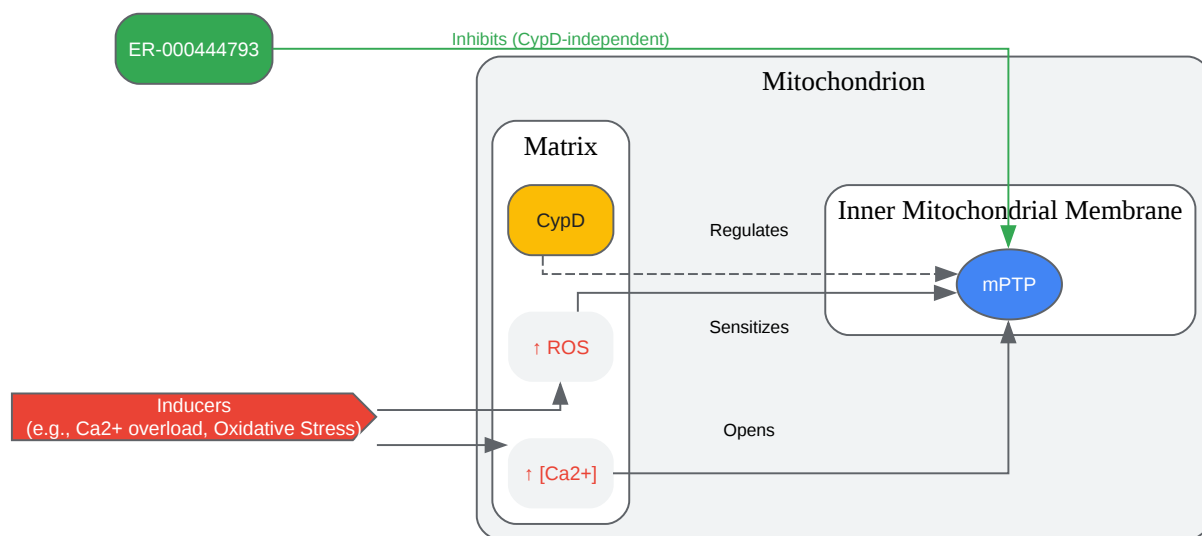 ER-000444793
Inhibits (CypD-independent)
Mitochondrion
Matrix
CypD
Regulates
Inner Mitochondrial Membrane
mPTP
Sensitizes
↑ ROS
Inducers
(e.g., Ca2+ overload, Oxidative Stress)
Opens
↑ [Ca2+]